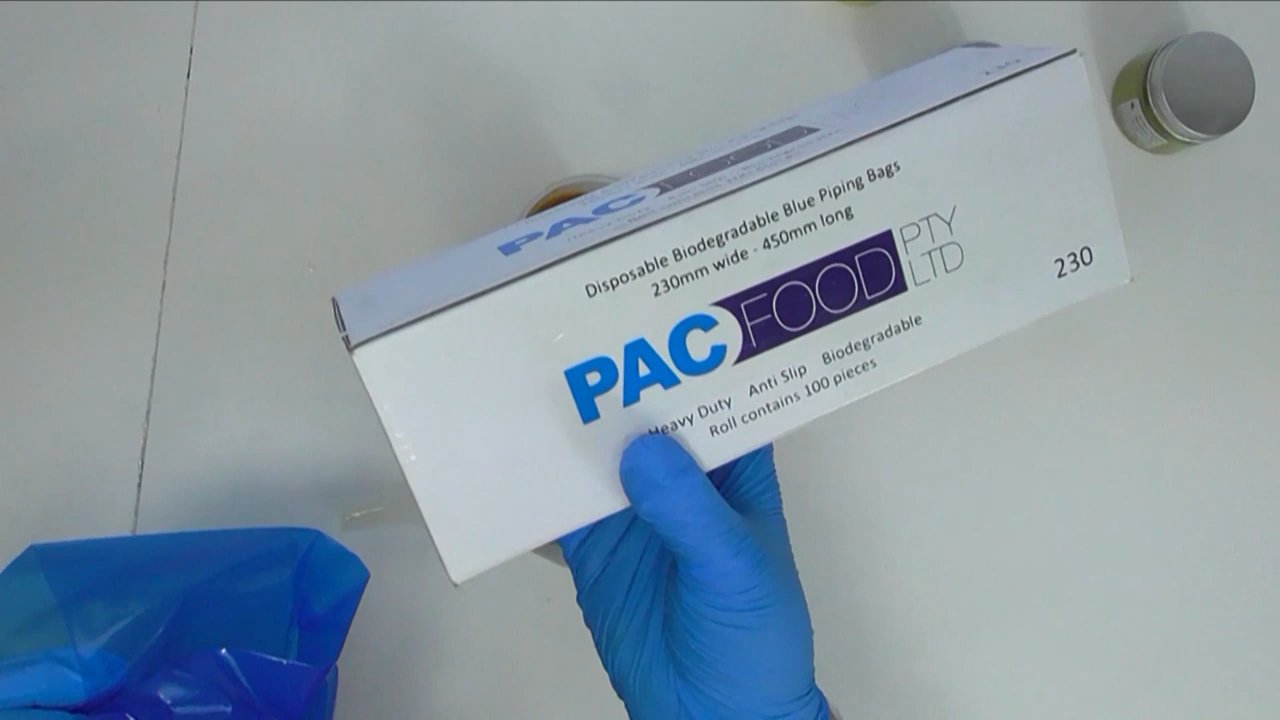 PAC
Disposable Biodegradable Blue Piping Bags
230mm wide - 450mm long
PAC FOOD PTY LTD
230
Heavy Duty Anti Slip Biodegradable
Roll contains 100 pieces